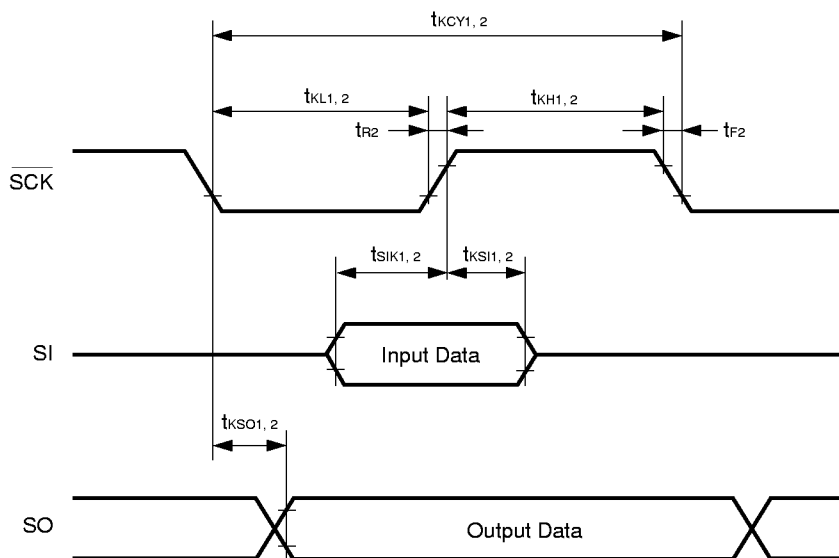 tKCY1, 2
tKL1, 2
tKH1, 2
tR2
tF2
SCK
tSIK1, 2
tKSI1, 2
SI
Input Data
tKSO1, 2
SO
Output Data